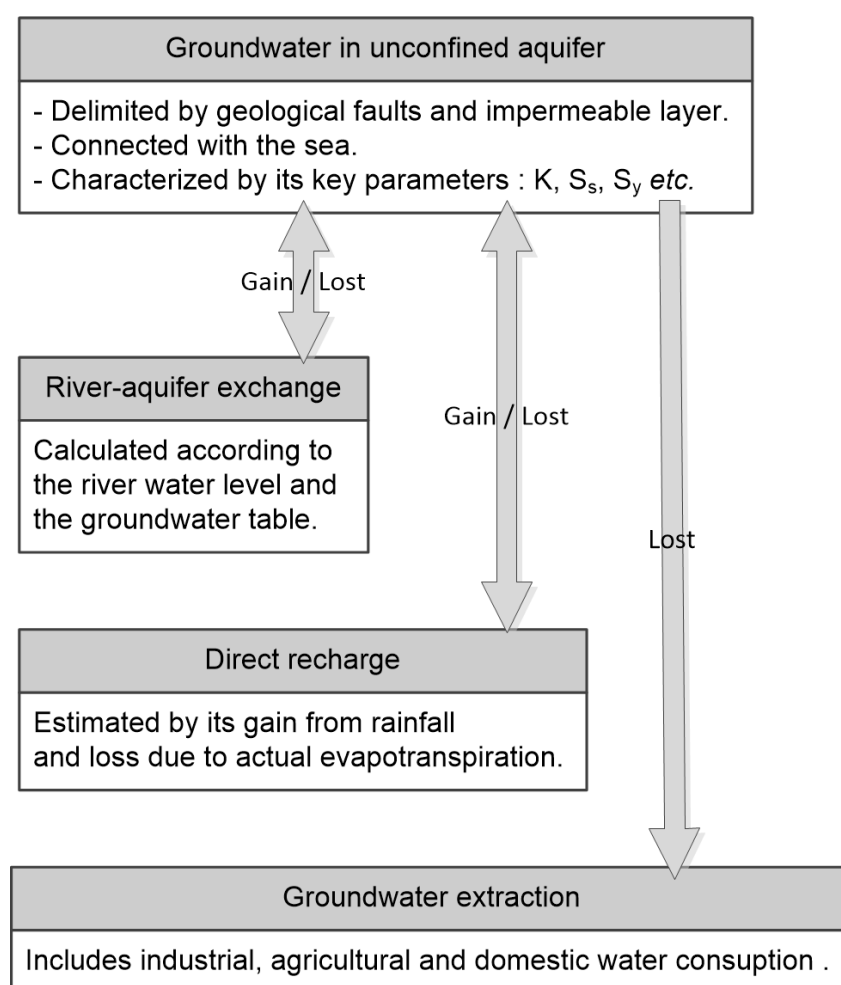 Groundwater in unconfined aquifer
- Delimited by geological faults and impermeable layer.
- Connected with the sea.
- Characterized by its key parameters : K, Sₛ, Sᵧ etc.
Gain / Lost
River-aquifer exchange
Calculated according to
the river water level and
the groundwater table.
Gain / Lost
Lost
Direct recharge
Estimated by its gain from rainfall
and loss due to actual evapotranspiration.
Groundwater extraction
Includes industrial, agricultural and domestic water consuption .